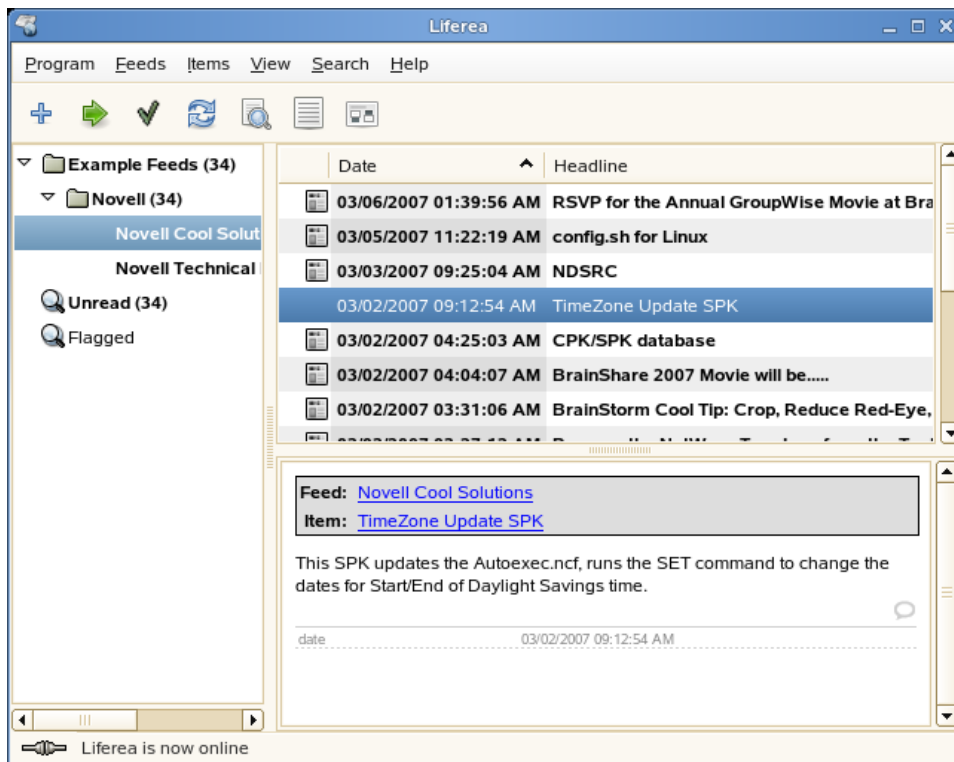 Liferea
Program Feeds Items View Search Help
Example Feeds (34)
Novell (34)
Novell Cool Solut
Novell Technical
Unread (34)
Flagged
Date Headline
03/06/2007 01:39:56 AM RSVP for the Annual GroupWise Movie at Bra
03/05/2007 11:22:19 AM config.sh for Linux
03/03/2007 09:25:04 AM NDSRC
03/02/2007 09:12:54 AM TimeZone Update SPK
03/02/2007 04:25:03 AM CPK/SPK database
03/02/2007 04:04:07 AM BrainShare 2007 Movie will be.....
03/02/2007 03:31:06 AM BrainStorm Cool Tip: Crop, Reduce Red-Eye,
Feed: Novell Cool Solutions
Item: TimeZone Update SPK
This SPK updates the Autoexec.ncf, runs the SET command to change the
dates for Start/End of Daylight Savings time.
date 03/02/2007 09:12:54 AM
Liferea is now online